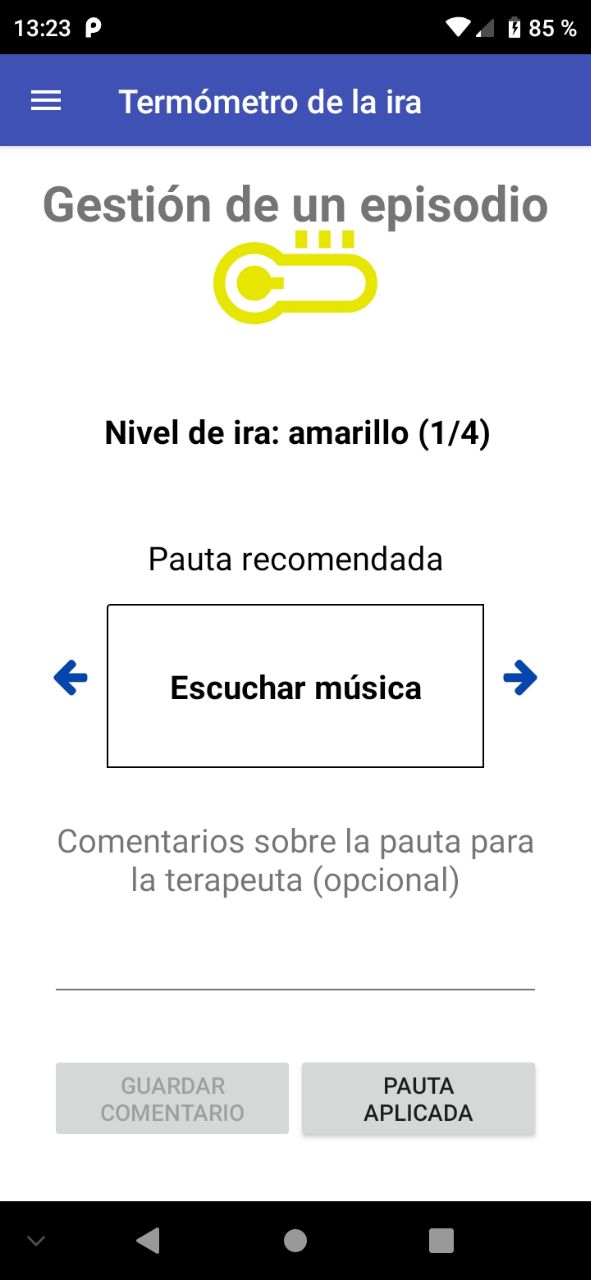 13:23
85 %
Termómetro de la ira
Gestión de un episodio
Nivel de ira: amarillo (1/4)
Pauta recomendada
Escuchar música
Comentarios sobre la pauta para
la terapeuta (opcional)
GUARDAR
COMENTARIO
PAUTA
APLICADA